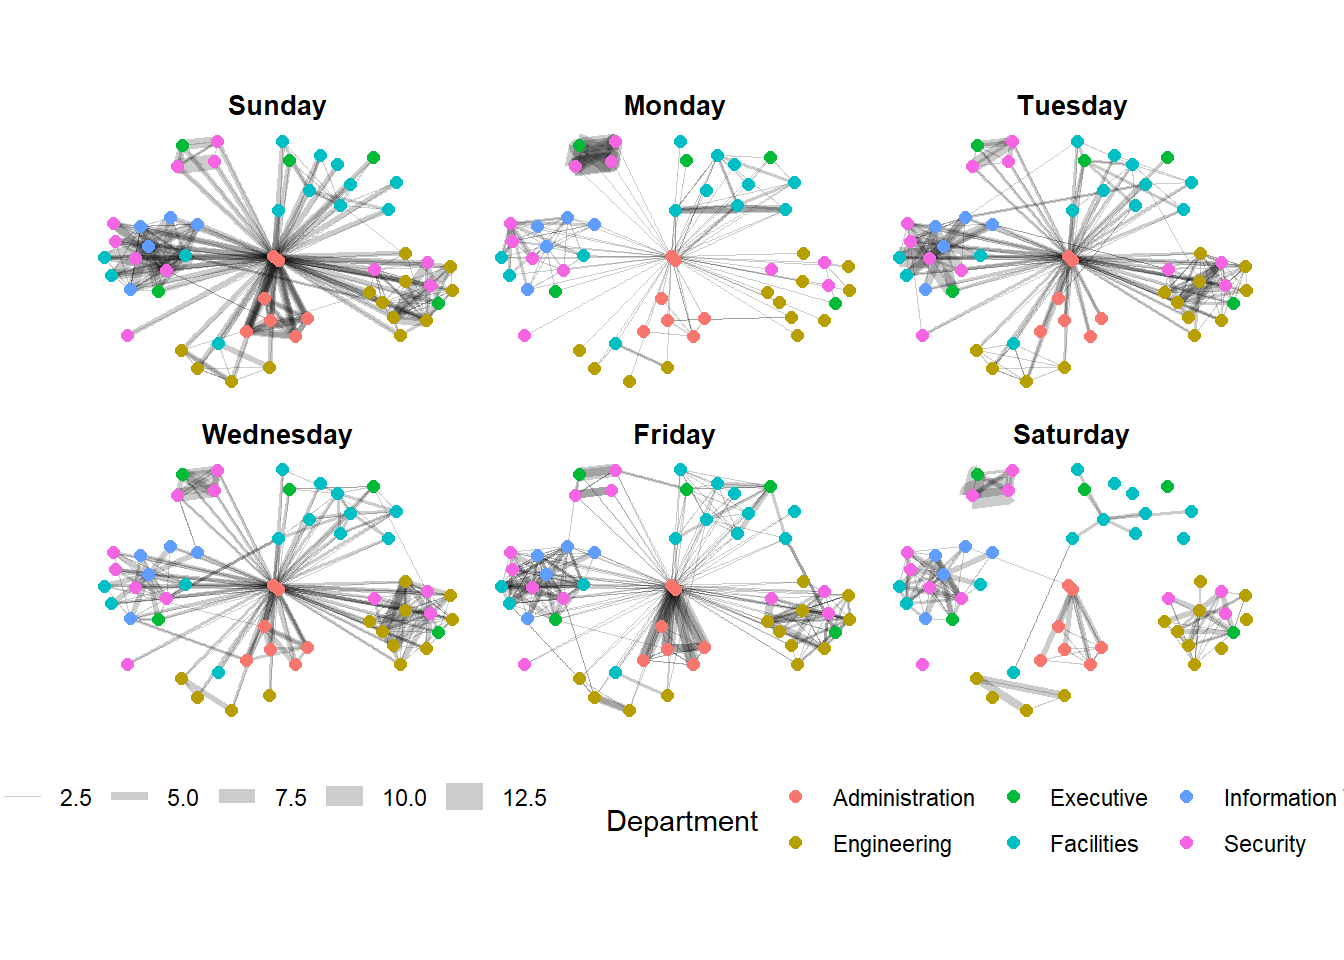 Sunday
Monday
Tuesday
Wednesday
Friday
Saturday
2.5
5.0
7.5
10.0
12.5
Department
Administration
Executive
Information
Engineering
Facilities
Security